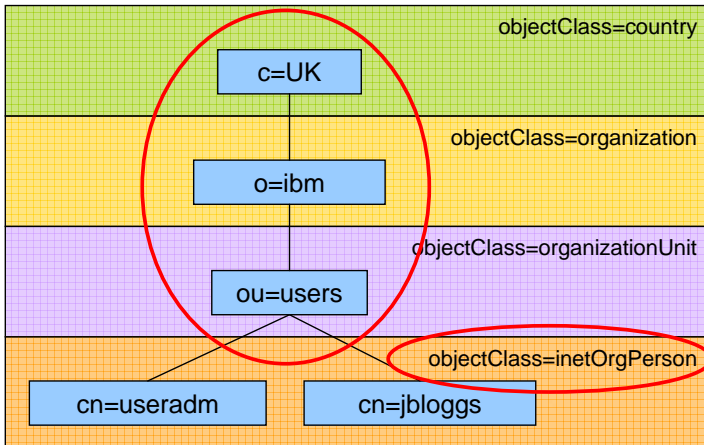 objectClass=country
c=UK
objectClass=organization
o=ibm
objectClass=organizationUnit
ou=users
objectClass=inetOrgPerson
cn=useradm
cn=jbloggs